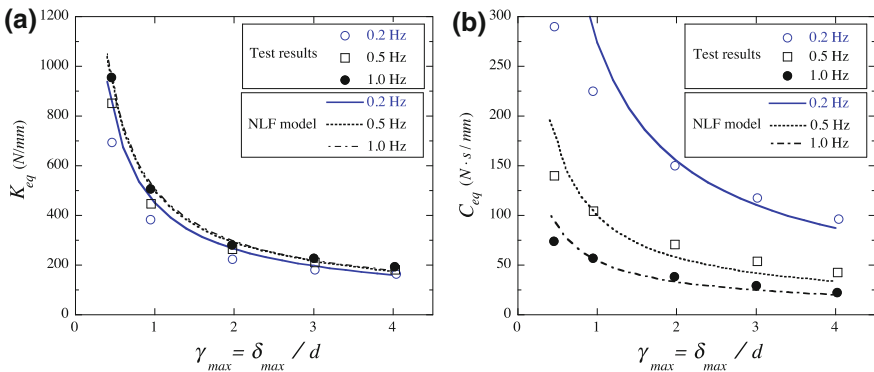 (a)
1200
1000
800
600
400
200
0
K_eq (N/mm)
0 1 2 3 4
γ_max = δ_max / d
Test results
0.2 Hz
0.5 Hz
1.0 Hz
NLF model
0.2 Hz
0.5 Hz
1.0 Hz
(b)
300
250
200
150
100
50
0
C_eq (N·s/mm)
0 1 2 3 4
γ_max = δ_max / d
Test results
0.2 Hz
0.5 Hz
1.0 Hz
NLF model
0.2 Hz
0.5 Hz
1.0 Hz